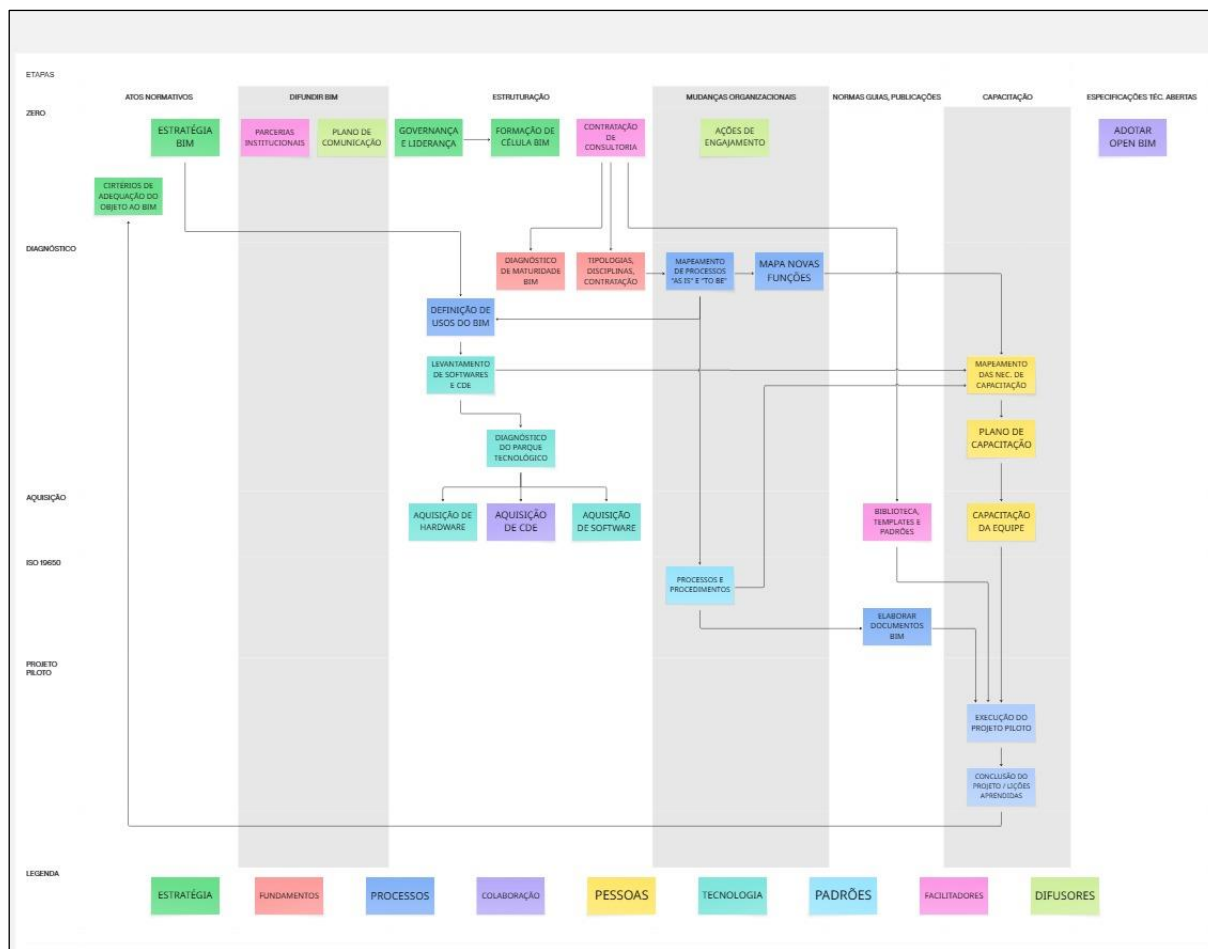 ETAPAS
ATOS NORMATIVOS
DIFUNDIR BIM
ESTRUTURAÇÃO
MUDANÇAS ORGANIZACIONAIS
NORMAS GUIAS, PUBLICAÇÕES
CAPACITAÇÃO
ESPECIFICAÇÕES TÉC. ABERTAS
ZERO
ESTRATÉGIA
BIM
PARCERIAS
INSTITUCIONAIS
PLANO DE
COMUNICAÇÃO
GOVERNANÇA
E LIDERANÇA
FORMAÇÃO DE
CÉLULA BIM
CONTRATAÇÃO
DE
CONSULTORIA
AÇÕES DE
ENGAJAMENTO
ADOTAR
OPEN BIM
CIRTÉRIOS DE
ADEQUAÇÃO DO
OBJETO AO BIM
DIAGNÓSTICO
DIAGNÓSTICO
DE MATURIDADE
BIM
TIPOLOGIAS,
DISCIPLINAS,
CONTRATAÇÃO
MAPEAMENTO
DE PROCESSOS
"AS IS" E "TO BE"
MAPA NOVAS
FUNÇÕES
DEFINIÇÃO DE
USOS DO BIM
LEVANTAMENTO
DE SOFTWARES
E CDE
MAPEAMENTO
DAS NEC. DE
CAPACITAÇÃO
DIAGNÓSTICO
DO PARQUE
TECNOLÓGICO
PLANO DE
CAPACITAÇÃO
AQUISIÇÃO
AQUISIÇÃO DE
HARDWARE
AQUISIÇÃO
DE CDE
AQUISIÇÃO
DE SOFTWARE
BIBLIOTECA,
TEMPLATES E
PADRÕES
CAPACITAÇÃO
DA EQUIPE
ISO 19650
PROCESSOS E
PROCEDIMENTOS
ELABORAR
DOCUMENTOS
BIM
PROJETO
PILOTO
EXECUÇÃO DO
PROJETO PILOTO
CONCLUSÃO DO
PROJETO / LIÇÕES
APRENDIDAS
LEGENDA
ESTRATÉGIA
FUNDAMENTOS
PROCESSOS
COLABORAÇÃO
PESSOAS
TECNOLOGIA
PADRÕES
FACILITADORES
DIFUSORES